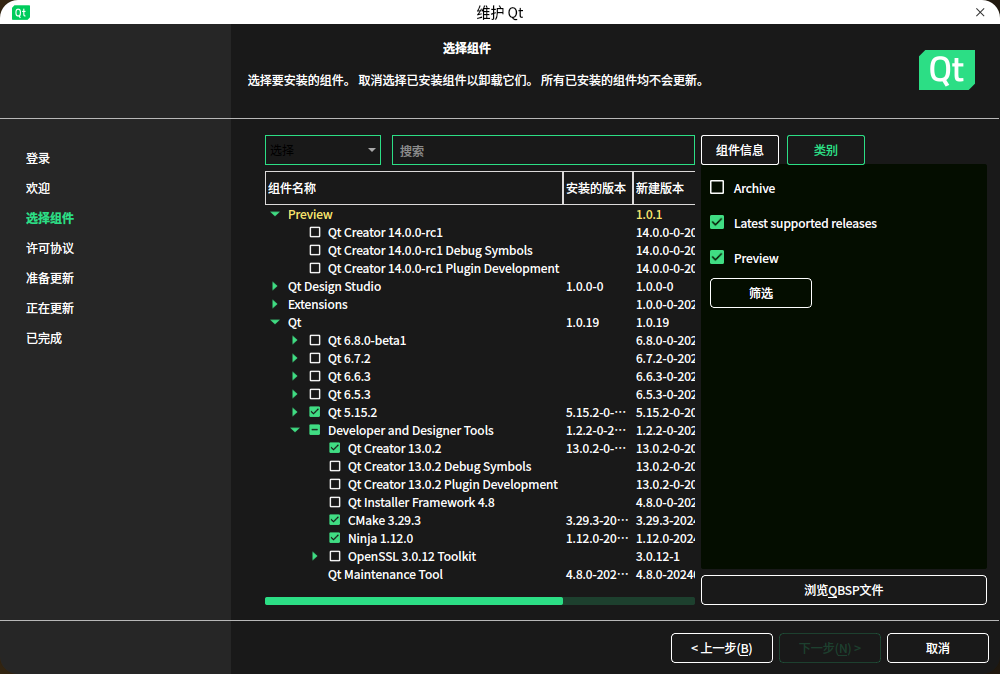 Qt
维护 Qt
选择组件
选择要安装的组件。 取消选择已安装组件以卸载它们。 所有已安装的组件均不会更新。
Qt
登录
欢迎
选择组件
许可协议
准备更新
正在更新
已完成
选择
搜索
组件信息
类别
组件名称 安装的版本 新建版本
Preview 1.0.1
Qt Creator 14.0.0-rc1 14.0.0-0-20
Qt Creator 14.0.0-rc1 Debug Symbols 14.0.0-0-20
Qt Creator 14.0.0-rc1 Plugin Development 14.0.0-0-20
Qt Design Studio 1.0.0-0 1.0.0-0
Extensions 1.0.0-0-202
Qt 1.0.19 1.0.19
Qt 6.8.0-beta1 6.8.0-0-202
Qt 6.7.2 6.7.2-0-202
Qt 6.6.3 6.6.3-0-202
Qt 6.5.3 6.5.3-0-202
Qt 5.15.2 5.15.2-0-··· 5.15.2-0-20
Developer and Designer Tools 1.2.2-0-2··· 1.2.2-0-202
Qt Creator 13.0.2 13.0.2-0-··· 13.0.2-0-20
Qt Creator 13.0.2 Debug Symbols 13.0.2-0-20
Qt Creator 13.0.2 Plugin Development 13.0.2-0-20
Qt Installer Framework 4.8 4.8.0-0-202
CMake 3.29.3 3.29.3-20··· 3.29.3-2024
Ninja 1.12.0 1.12.0-20··· 1.12.0-2024
OpenSSL 3.0.12 Toolkit 3.0.12-1
Qt Maintenance Tool 4.8.0-202··· 4.8.0-20240
Archive
Latest supported releases
Preview
筛选
浏览QBSP文件
< 上一步(B)
下一步(N) >
取消